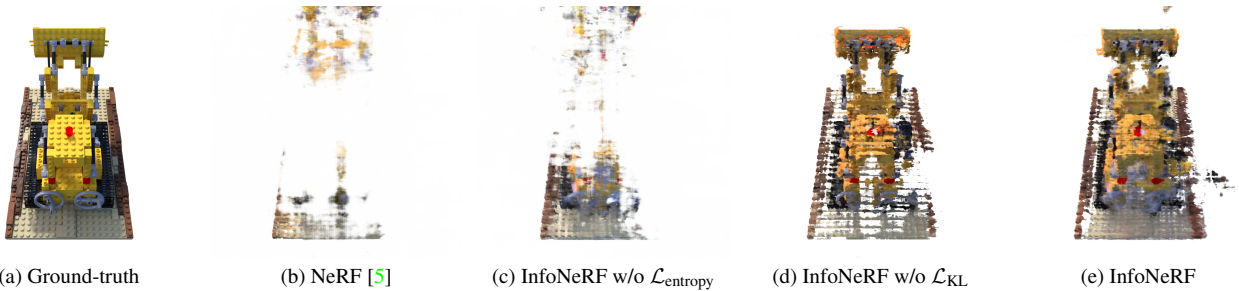 (a) Ground-truth
(b) NeRF [5]
(c) InfoNeRF w/o ℒentropy
(d) InfoNeRF w/o ℒKL
(e) InfoNeRF